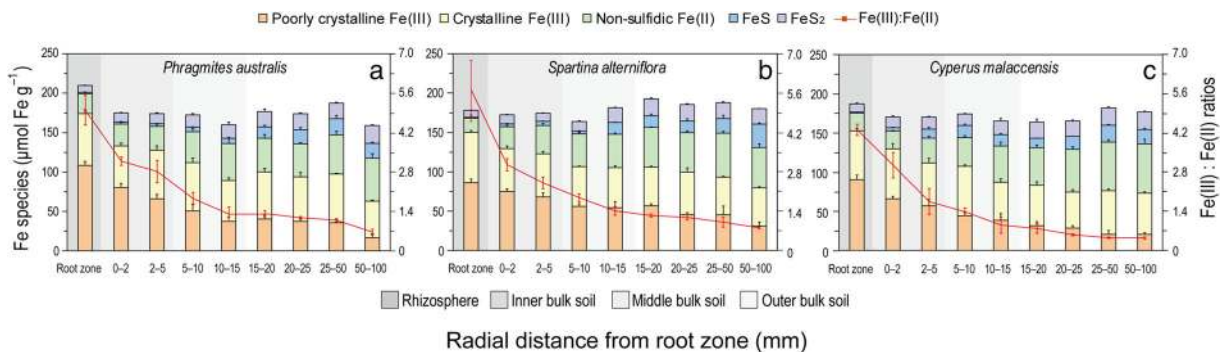 Poorly crystalline Fe(III) Crystalline Fe(III) Non-sulfidic Fe(II) FeS FeS₂ Fe(III):Fe(II)
250 7.0 250 7.0 250 7.0
Phragmites australis a Spartina alterniflora b Cyperus malaccensis c
200 5.6 200 5.6 200 5.6
150 4.2 150 4.2 150 4.2
100 2.8 100 2.8 100 2.8
50 1.4 50 1.4 50 1.4
0 0 0 0 0 0
Fe species (μmol Fe g⁻¹)
Fe(III) : Fe(II) ratios
Root zone 0–2 2–5 5–10 10–15 15–20 20–25 25–50 50–100 Root zone 0–2 2–5 5–10 10–15 15–20 20–25 25–50 50–100 Root zone 0–2 2–5 5–10 10–15 15–20 20–25 25–50 50–100
Rhizosphere Inner bulk soil Middle bulk soil Outer bulk soil
Radial distance from root zone (mm)